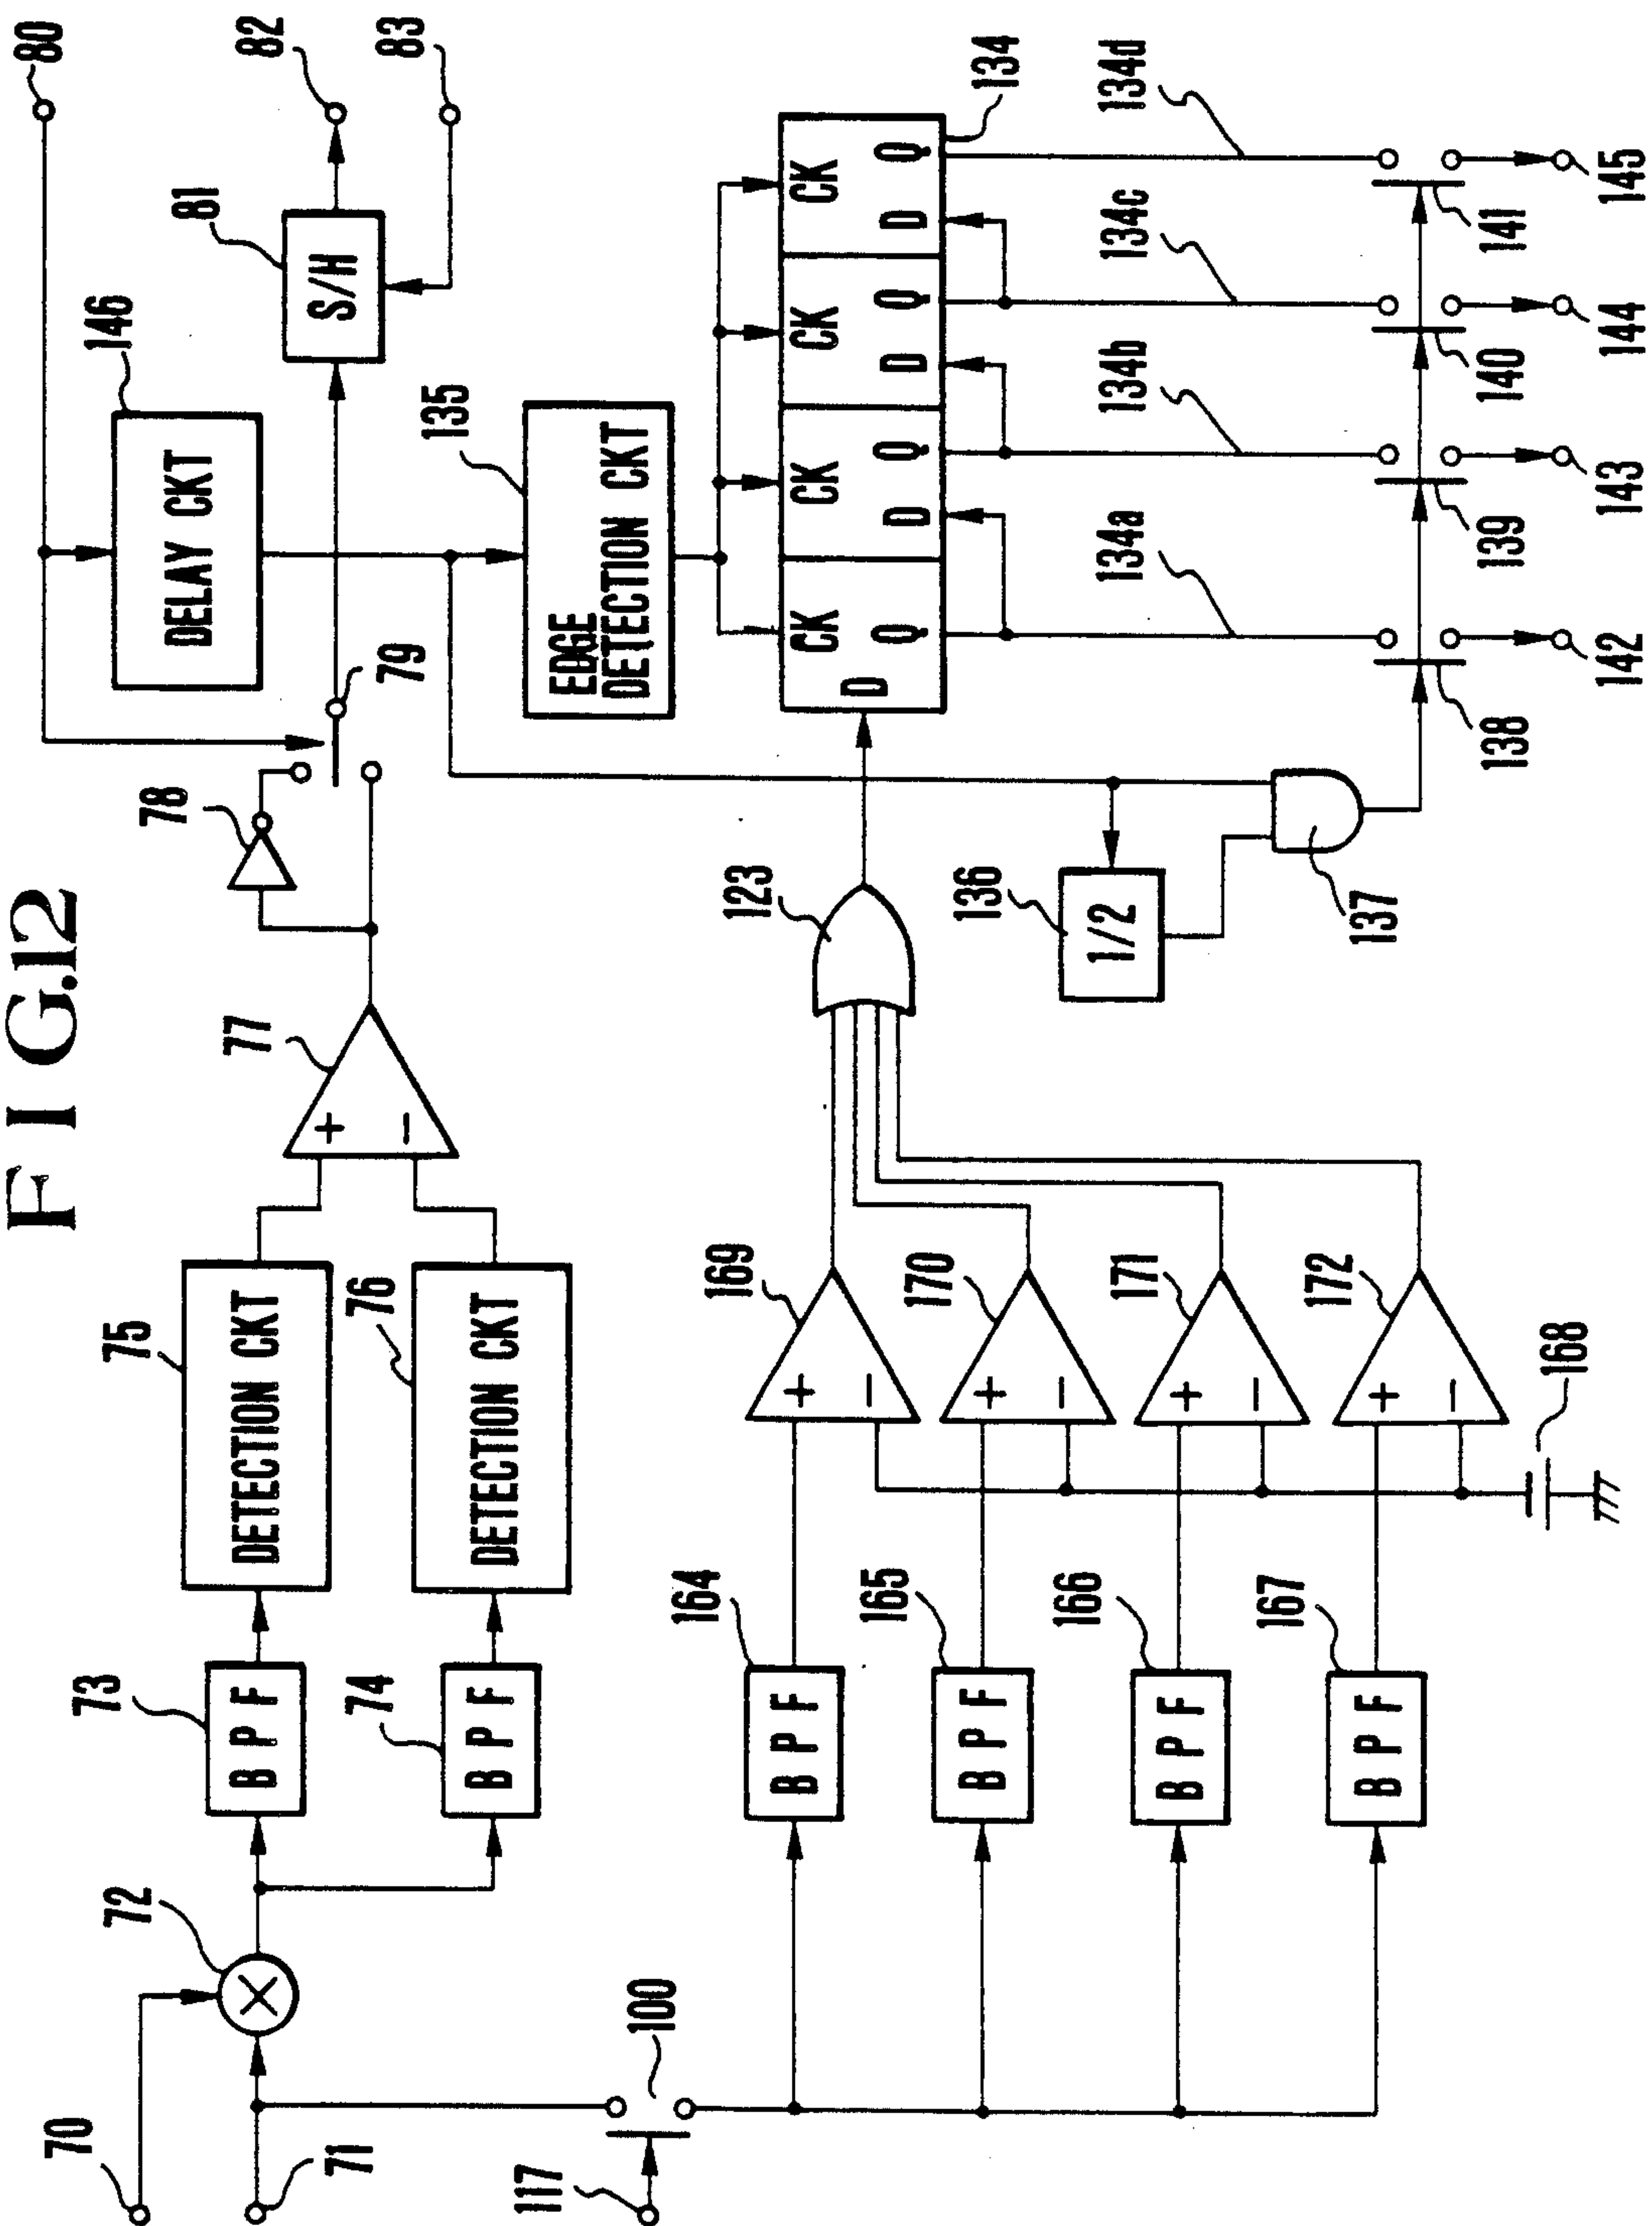 FIG.12
70
71
72
73
BPF
74
BPF
75
DETECTION CKT
76
DETECTION CKT
77
+
−
78
79
80
146
DELAY CKT
81
S/H
82
83
135
EDGE
DETECTION CKT
117
100
164
BPF
165
BPF
166
BPF
167
BPF
169
+
−
170
+
−
171
+
−
172
+
−
168
123
136
1/2
137
134
D CK Q
D CK Q
D CK Q
D CK Q
134a
134b
134c
134d
138
139
140
141
142
143
144
145